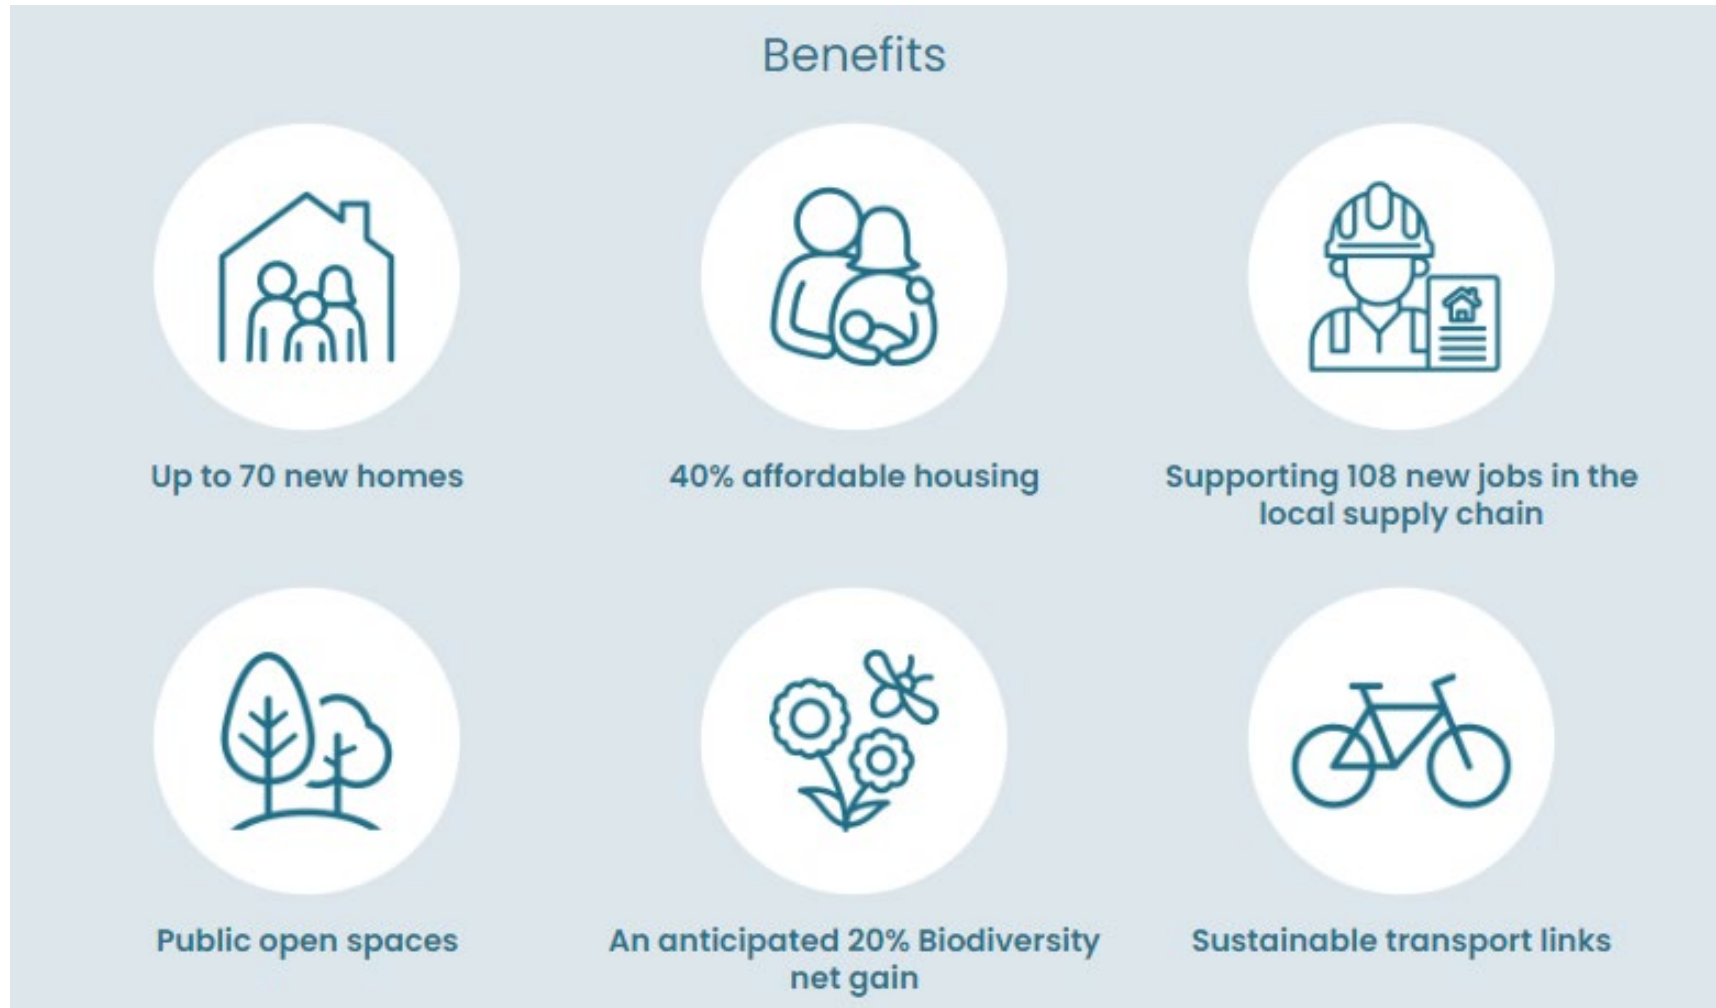 Benefits
Up to 70 new homes
40% affordable housing
Supporting 108 new jobs in the
local supply chain
Public open spaces
An anticipated 20% Biodiversity
net gain
Sustainable transport links